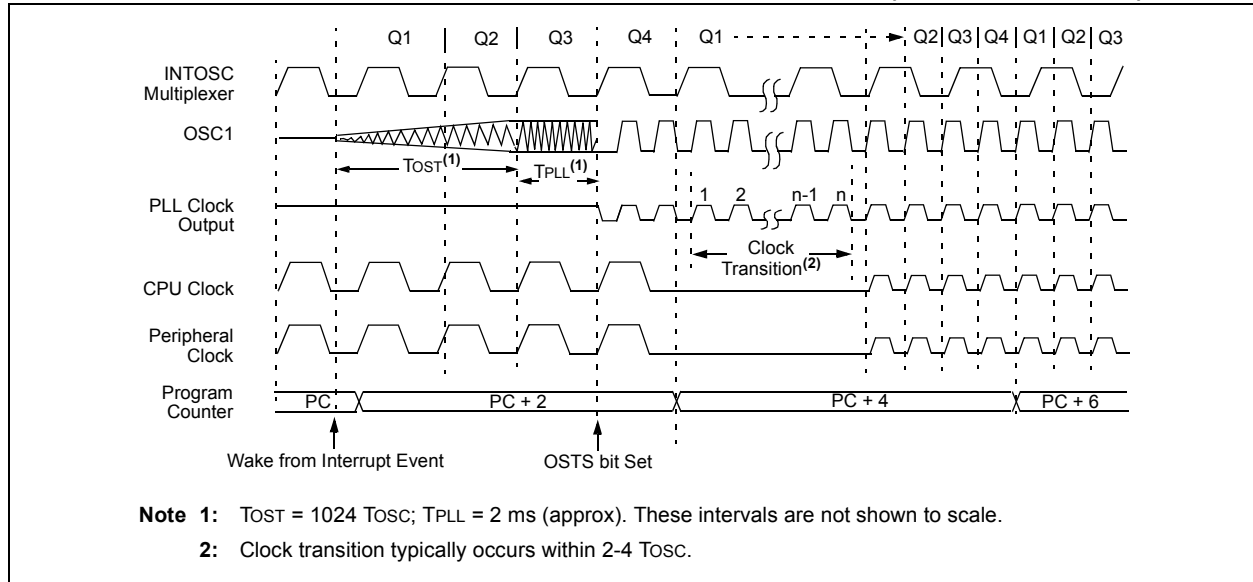 Q1 Q2 Q3 Q4 Q1 Q2 Q3 Q4 Q1 Q2 Q3
INTOSC
Multiplexer
OSC1
TOST(1) TPLL(1)
1 2 n-1 n
PLL Clock
Output
Clock
Transition(2)
CPU Clock
Peripheral
Clock
Program
Counter
PC PC + 2 PC + 4 PC + 6
Wake from Interrupt Event OSTS bit Set
Note 1: TOST = 1024 TOSC; TPLL = 2 ms (approx). These intervals are not shown to scale.
2: Clock transition typically occurs within 2-4 TOSC.